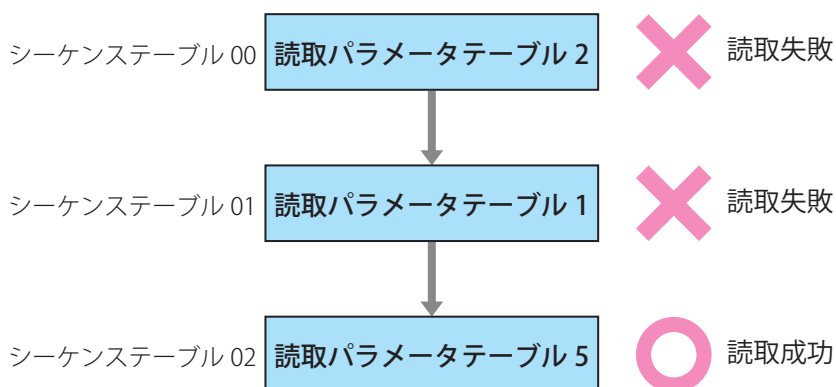 シーケンステーブル 00 読取パラメータテーブル 2 読取失敗
シーケンステーブル 01 読取パラメータテーブル 1 読取失敗
シーケンステーブル 02 読取パラメータテーブル 5 読取成功